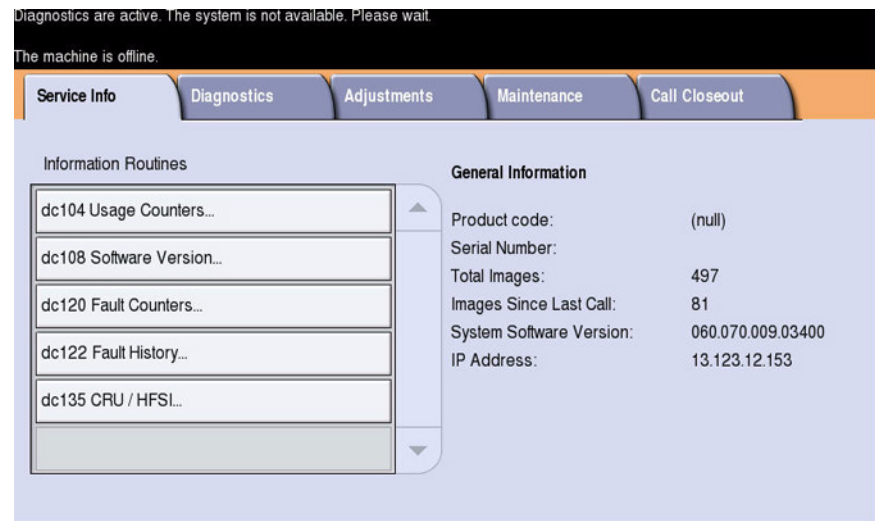 Diagnostics are active. The system is not available. Please wait.
The machine is offline.
Service Info
Diagnostics
Adjustments
Maintenance
Call Closeout
Information Routines
dc104 Usage Counters...
dc108 Software Version...
dc120 Fault Counters...
dc122 Fault History...
dc135 CRU / HFSI...
General Information
Product code: (null)
Serial Number:
Total Images: 497
Images Since Last Call: 81
System Software Version: 060.070.009.03400
IP Address: 13.123.12.153